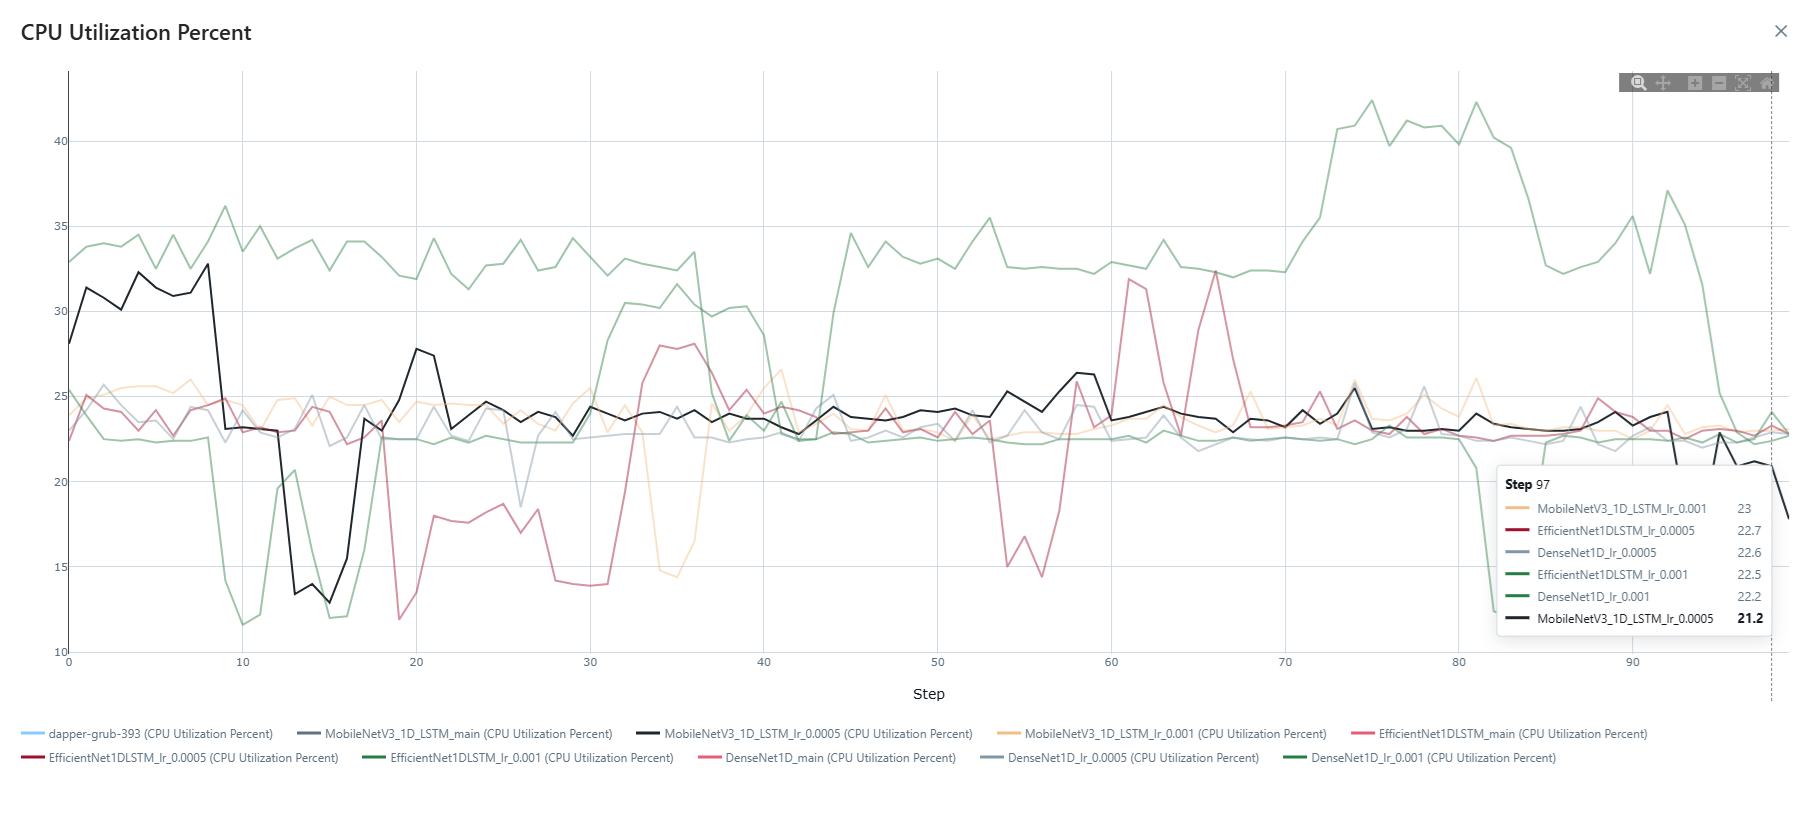 CPU Utilization Percent
40
35
30
25
20
15
10
0 10 20 30 40 50 60 70 80 90
Step
Step 97
MobileNetV3_1D_LSTM_lr_0.001 23
EfficientNet1DLSTM_lr_0.0005 22.7
DenseNet1D_lr_0.0005 22.6
EfficientNet1DLSTM_lr_0.001 22.5
DenseNet1D_lr_0.001 22.2
MobileNetV3_1D_LSTM_lr_0.0005 21.2
dapper-grub-393 (CPU Utilization Percent) MobileNetV3_1D_LSTM_main (CPU Utilization Percent) MobileNetV3_1D_LSTM_lr_0.0005 (CPU Utilization Percent) MobileNetV3_1D_LSTM_lr_0.001 (CPU Utilization Percent) EfficientNet1DLSTM_main (CPU Utilization Percent)
EfficientNet1DLSTM_lr_0.0005 (CPU Utilization Percent) EfficientNet1DLSTM_lr_0.001 (CPU Utilization Percent) DenseNet1D_main (CPU Utilization Percent) DenseNet1D_lr_0.0005 (CPU Utilization Percent) DenseNet1D_lr_0.001 (CPU Utilization Percent)